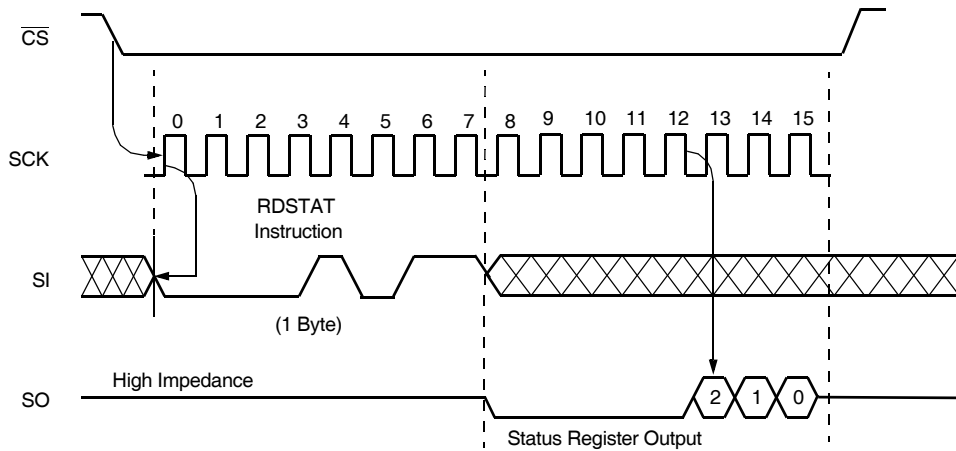 CS
0 1 2 3 4 5 6 7 8 9 10 11 12 13 14 15
SCK
RDSTAT
Instruction
SI
(1 Byte)
High Impedance
SO
2 1 0
Status Register Output